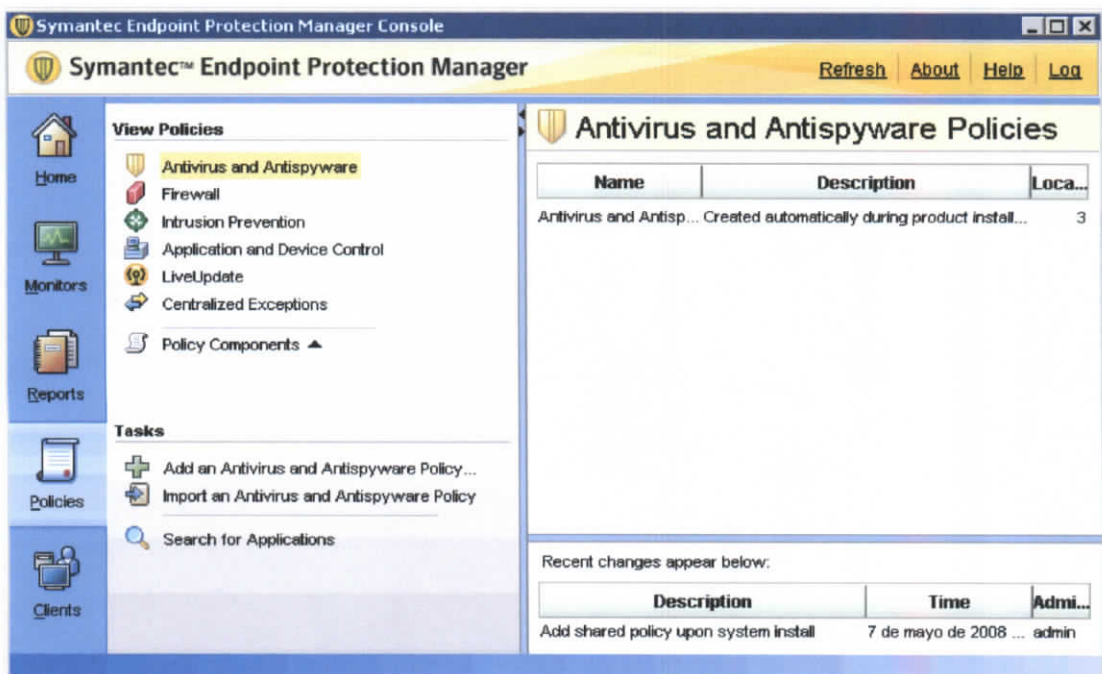 Symantec Endpoint Protection Manager Console
Symantec™ Endpoint Protection Manager
Refresh About Help Log
Home
Monitors
Reports
Policies
Clients
View Policies
Antivirus and Antispyware
Firewall
Intrusion Prevention
Application and Device Control
LiveUpdate
Centralized Exceptions
Policy Components
Tasks
Add an Antivirus and Antispyware Policy...
Import an Antivirus and Antispyware Policy
Search for Applications
Antivirus and Antispyware Policies
Name Description Loca...
Antivirus and Antisp... Created automatically during product install... 3
Recent changes appear below:
Description Time Admi...
Add shared policy upon system install 7 de mayo de 2008 ... admin